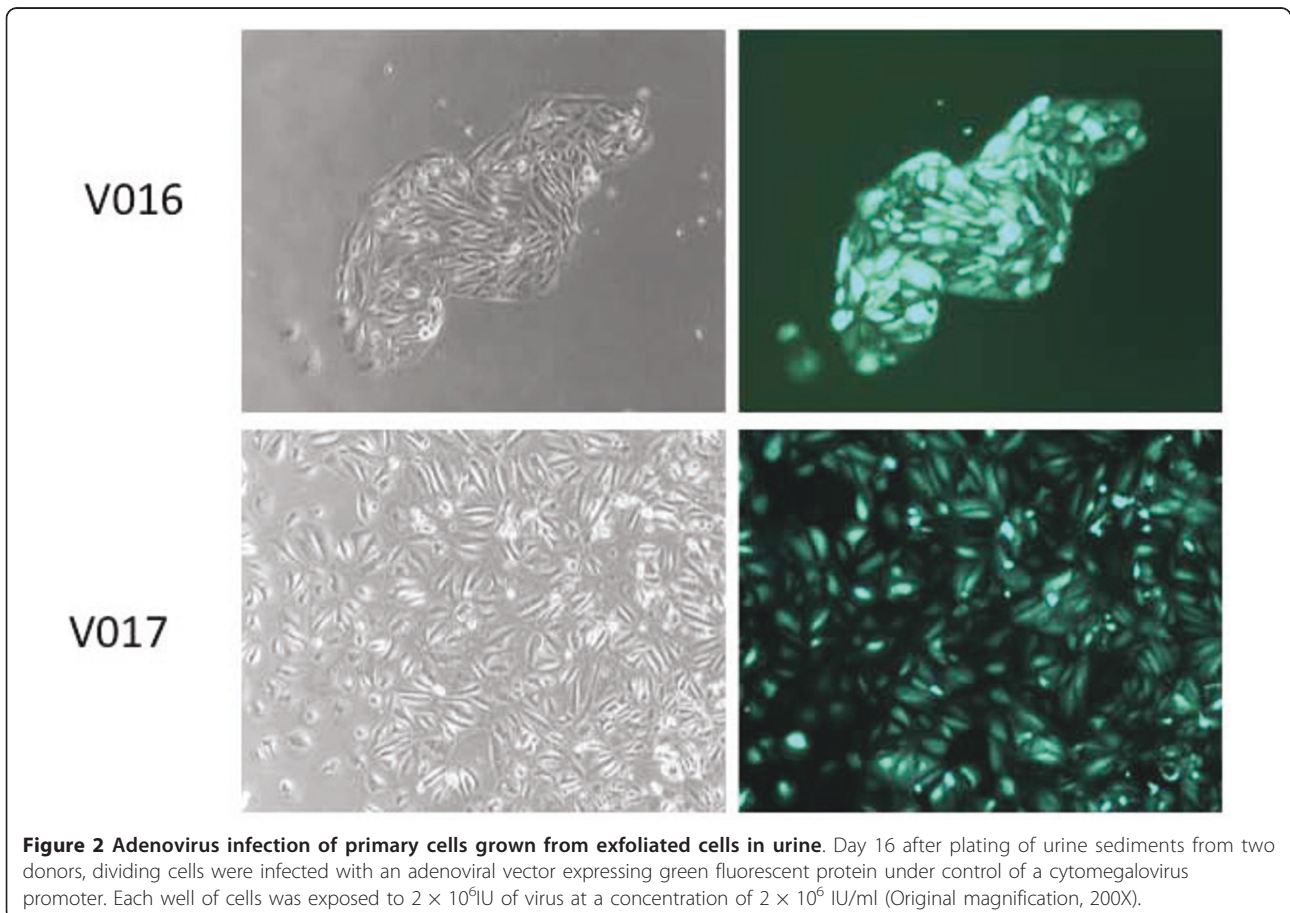 V016
V017
Figure 2 Adenovirus infection of primary cells grown from exfoliated cells in urine. Day 16 after plating of urine sediments from two
donors, dividing cells were infected with an adenoviral vector expressing green fluorescent protein under control of a cytomegalovirus
promoter. Each well of cells was exposed to 2 × 10⁶IU of virus at a concentration of 2 × 10⁶ IU/ml (Original magnification, 200X).